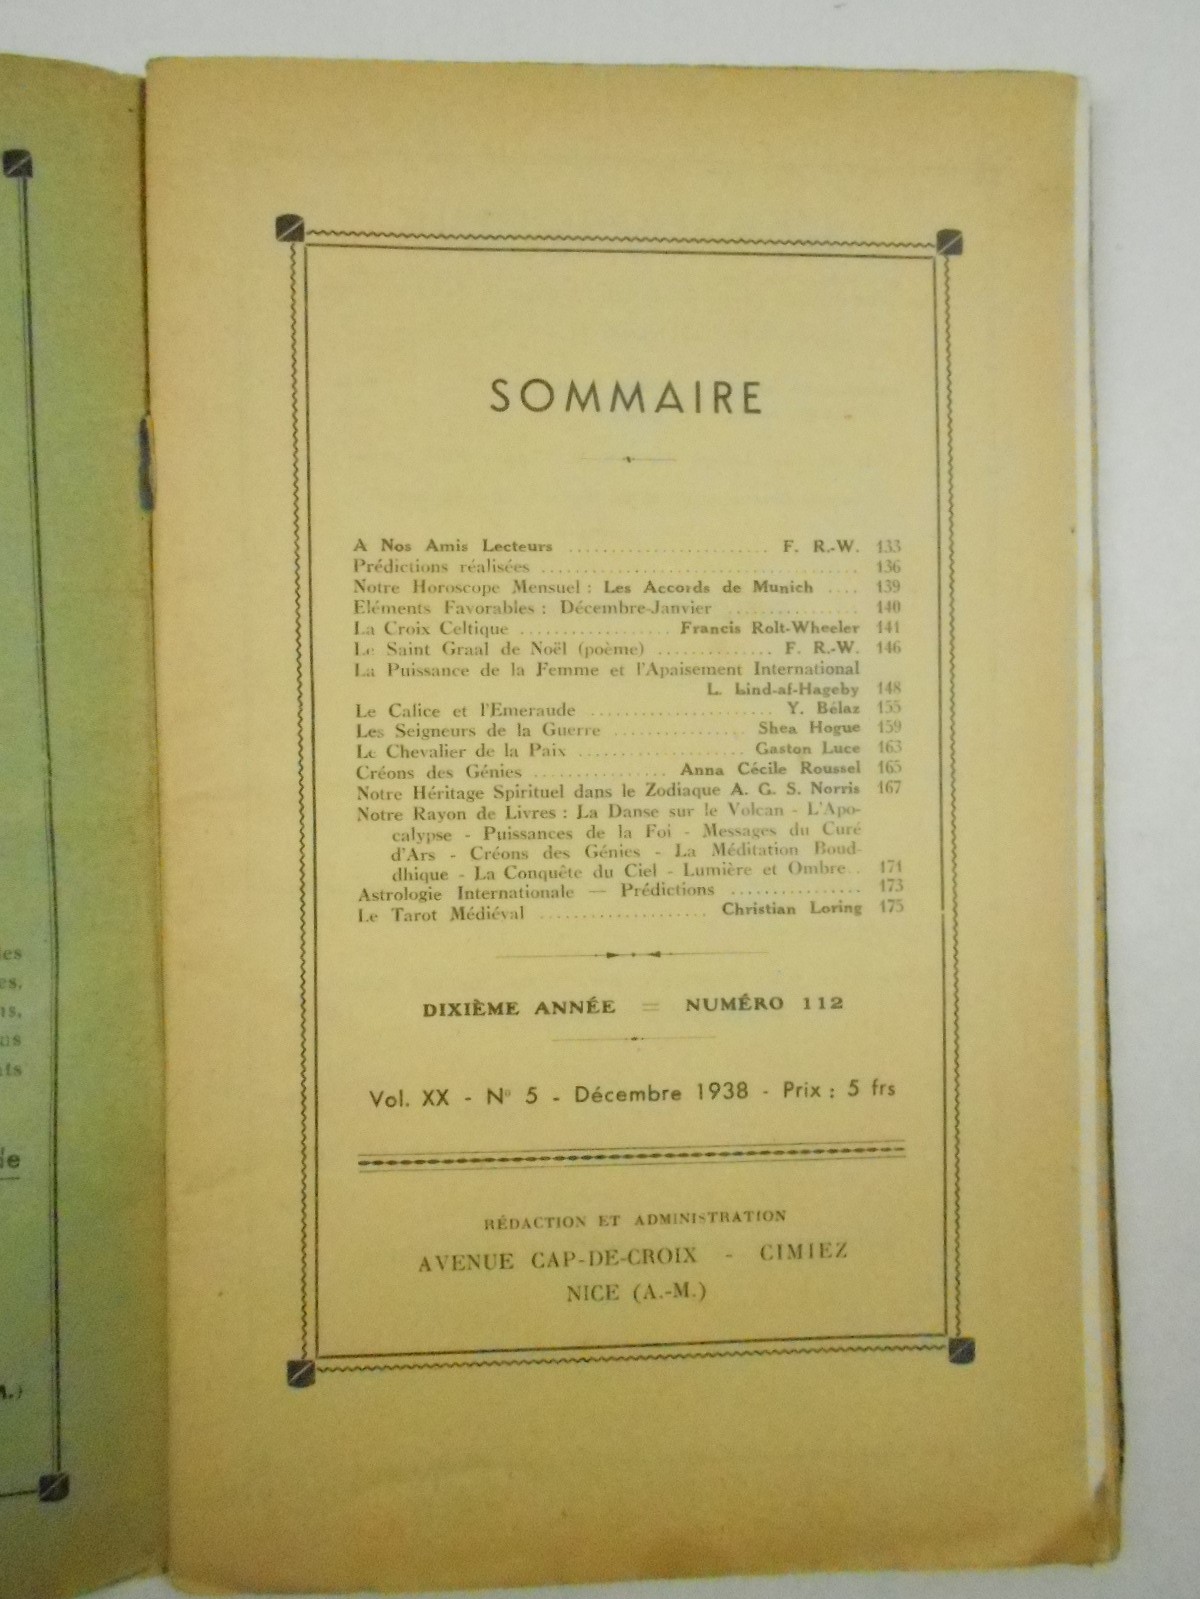 SOMMAIRE
A Nos Amis Lecteurs ........................ F. R.-W. 133
Prédictions réalisées ...................................... 136
Notre Horoscope Mensuel : Les Accords de Munich .... 139
Eléments Favorables : Décembre-Janvier ................ 140
La Croix Celtique .................. Francis Rolt-Wheeler 141
Le Saint Graal de Noël (poème) .............. F. R.-W. 146
La Puissance de la Femme et l'Apaisement International
L. Lind-af-Hageby 148
Le Calice et l'Emeraude ...................... Y. Bélaz 155
Les Seigneurs de la Guerre ................ Shea Hogue 159
Le Chevalier de la Paix .................... Gaston Luce 163
Créons des Génies ................ Anna Cécile Roussel 165
Notre Héritage Spirituel dans le Zodiaque A. G. S. Norris 167
Notre Rayon de Livres : La Danse sur le Volcan - L'Apo-
calypse - Puissances de la Foi - Messages du Curé
d'Ars - Créons des Génies - La Méditation Boud-
dhique - La Conquête du Ciel - Lumière et Ombre .. 171
Astrologie Internationale — Prédictions ................ 173
Le Tarot Médiéval .................... Christian Loring 175
DIXIÈME ANNÉE = NUMÉRO 112
Vol. XX - No 5 - Décembre 1938 - Prix : 5 frs
RÉDACTION ET ADMINISTRATION
AVENUE CAP-DE-CROIX - CIMIEZ
NICE (A.-M.)